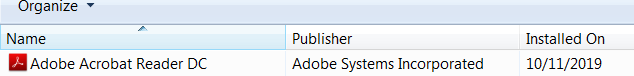 Organize
Name Publisher Installed On
Adobe Acrobat Reader DC Adobe Systems Incorporated 10/11/2019